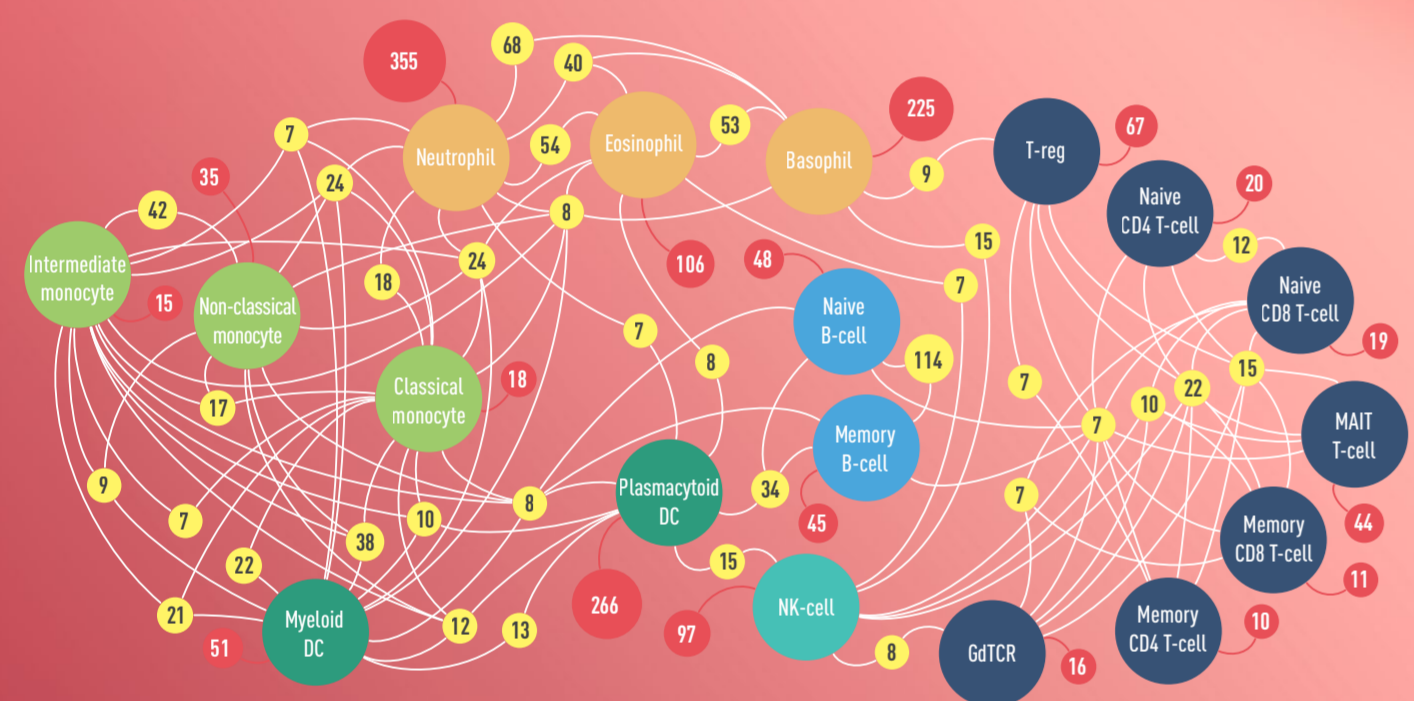 68
355
40
225
7
54
53
67
Neutrophil
Eosinophil
Basophil
T-reg
9
35
24
20
42
8
Naive
CD4 T-cell
15
12
24
106
48
Intermediate
monocyte
15
18
7
Non-classical
monocyte
Naive
B-cell
Naive
CD8 T-cell
7
8
114
19
17
Classical
monocyte
18
7
15
22
10
7
MAIT
T-cell
Memory
B-cell
9
8
Plasmacytoid
DC
34
45
7
44
7
10
38
Memory
CD8 T-cell
22
15
11
21
266
NK-cell
97
Myeloid
DC
51
12
13
8
GdTCR
16
Memory
CD4 T-cell
10